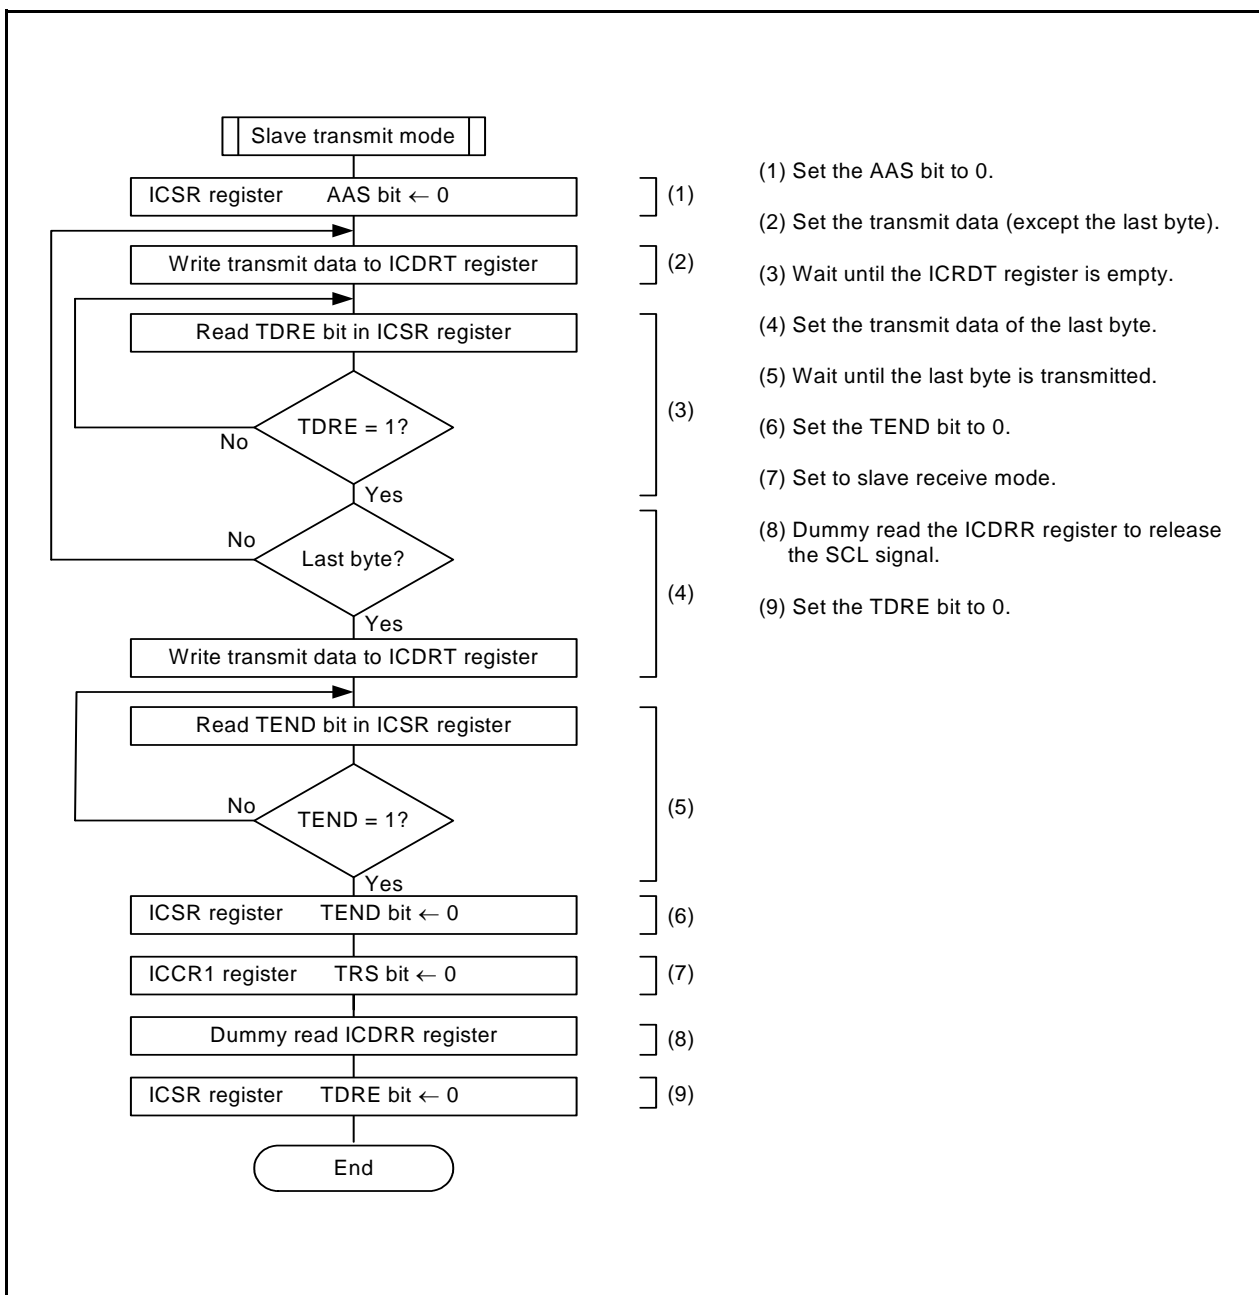 Slave transmit mode
ICSR register AAS bit ← 0
(1)
Write transmit data to ICDRT register
(2)
Read TDRE bit in ICSR register
TDRE = 1?
No
(3)
Yes
No
Last byte?
(4)
Yes
Write transmit data to ICDRT register
Read TEND bit in ICSR register
No
TEND = 1?
(5)
Yes
ICSR register TEND bit ← 0
(6)
ICCR1 register TRS bit ← 0
(7)
Dummy read ICDRR register
(8)
ICSR register TDRE bit ← 0
(9)
End
(1) Set the AAS bit to 0.
(2) Set the transmit data (except the last byte).
(3) Wait until the ICRDT register is empty.
(4) Set the transmit data of the last byte.
(5) Wait until the last byte is transmitted.
(6) Set the TEND bit to 0.
(7) Set to slave receive mode.
(8) Dummy read the ICDRR register to release
the SCL signal.
(9) Set the TDRE bit to 0.